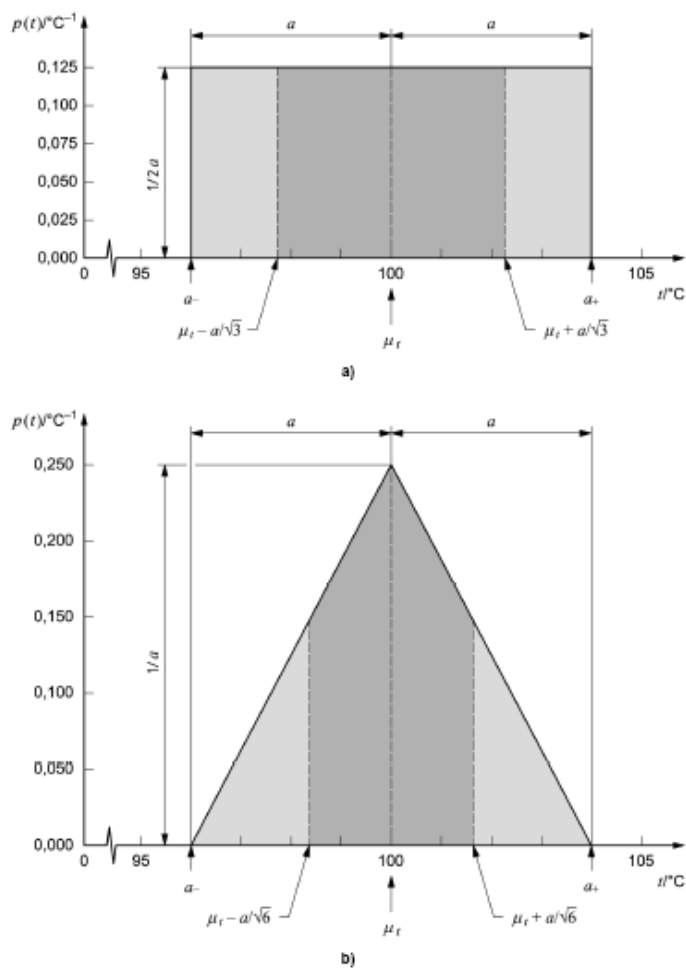 p(t)/°C⁻¹
a a
0,125
0,100
0,075
0,050
0,025
0,000
1/2 a
0 95 100 105
a₋ a₊ t/°C
μₜ − a/√3 μₜ μₜ + a/√3
a)
p(t)/°C⁻¹
a a
0,250
0,200
0,150
0,100
0,050
0,000
1/a
0 95 100 105
a₋ a₊ t/°C
μₜ − a/√6 μₜ μₜ + a/√6
b)